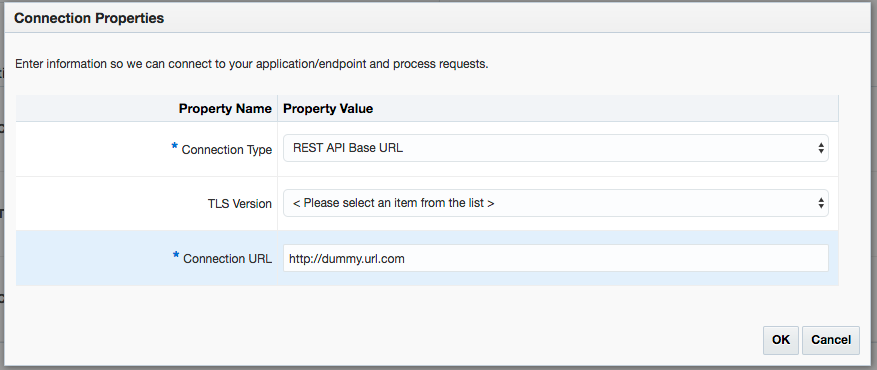 Connection Properties
Enter information so we can connect to your application/endpoint and process requests.
Property Name Property Value
* Connection Type REST API Base URL
TLS Version < Please select an item from the list >
* Connection URL http://dummy.url.com
OK Cancel